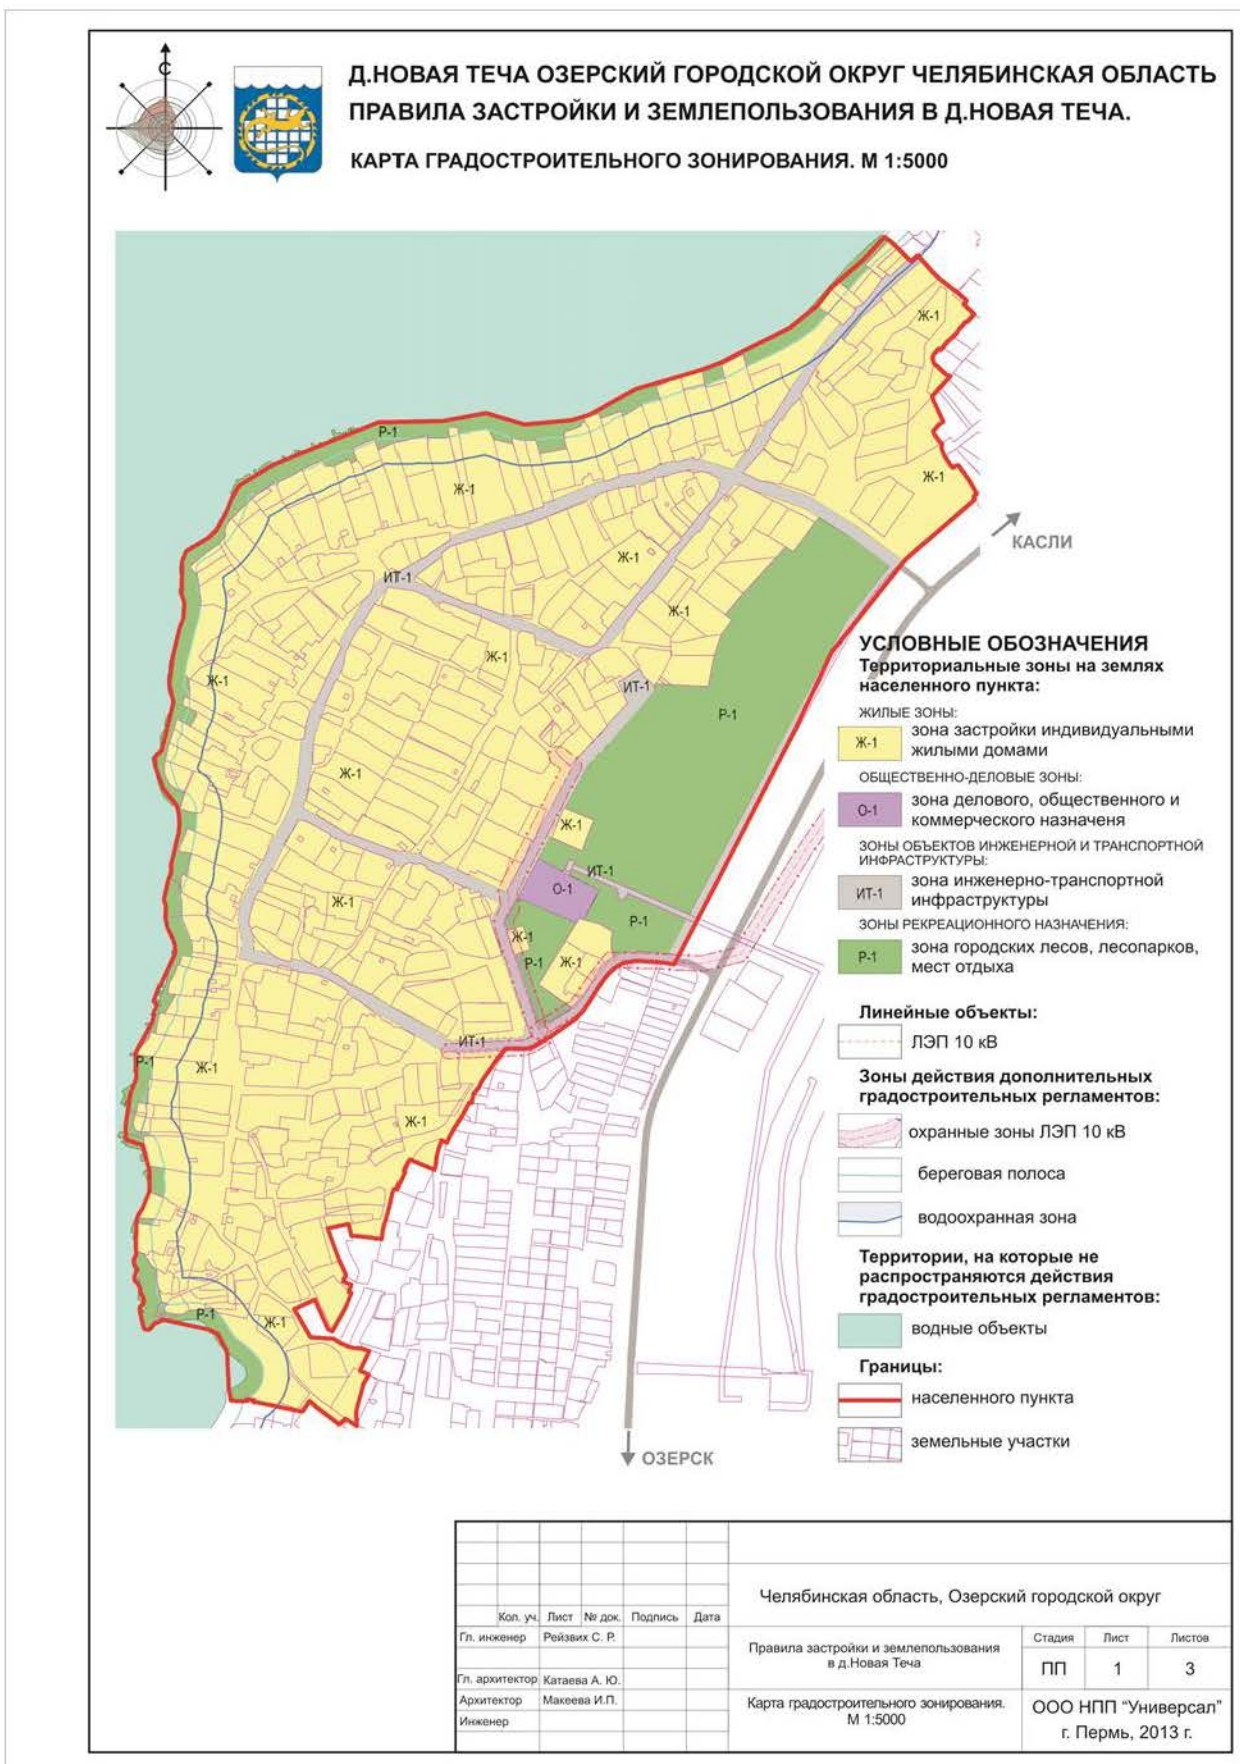 С
Д.НОВАЯ ТЕЧА ОЗЕРСКИЙ ГОРОДСКОЙ ОКРУГ ЧЕЛЯБИНСКАЯ ОБЛАСТЬ
ПРАВИЛА ЗАСТРОЙКИ И ЗЕМЛЕПОЛЬЗОВАНИЯ В Д.НОВАЯ ТЕЧА.
КАРТА ГРАДОСТРОИТЕЛЬНОГО ЗОНИРОВАНИЯ. М 1:5000
Ж-1
Р-1
Ж-1
Ж-1
КАСЛИ
Ж-1
ИТ-1
Ж-1
Ж-1
Ж-1
ИТ-1
Р-1
Ж-1
Ж-1
ИТ-1
О-1
Ж-1
Р-1
Ж-1
Р-1
Ж-1
ИТ-1
Р-1
Ж-1
Ж-1
Р-1
Ж-1
ОЗЕРСК
УСЛОВНЫЕ ОБОЗНАЧЕНИЯ
Территориальные зоны на землях
населенного пункта:
ЖИЛЫЕ ЗОНЫ:
Ж-1 зона застройки индивидуальными
жилыми домами
ОБЩЕСТВЕННО-ДЕЛОВЫЕ ЗОНЫ:
О-1 зона делового, общественного и
коммерческого назначеня
ЗОНЫ ОБЪЕКТОВ ИНЖЕНЕРНОЙ И ТРАНСПОРТНОЙ
ИНФРАСТРУКТУРЫ:
ИТ-1 зона инженерно-транспортной
инфраструктуры
ЗОНЫ РЕКРЕАЦИОННОГО НАЗНАЧЕНИЯ:
Р-1 зона городских лесов, лесопарков,
мест отдыха
Линейные объекты:
ЛЭП 10 кВ
Зоны действия дополнительных
градостроительных регламентов:
охранные зоны ЛЭП 10 кВ
береговая полоса
водоохранная зона
Территории, на которые не
распространяются действия
градостроительных регламентов:
водные объекты
Границы:
населенного пункта
земельные участки
Челябинская область, Озерский городской округ
Кол. уч. Лист № док. Подпись Дата
Гл. инженер Рейзвих С. Р.
Гл. архитектор Катаева А. Ю.
Архитектор Макеева И.П.
Инженер
Правила застройки и землепользования
в д.Новая Теча
Стадия Лист Листов
ПП 1 3
Карта градостроительного зонирования.
М 1:5000
ООО НПП “Универсал”
г. Пермь, 2013 г.